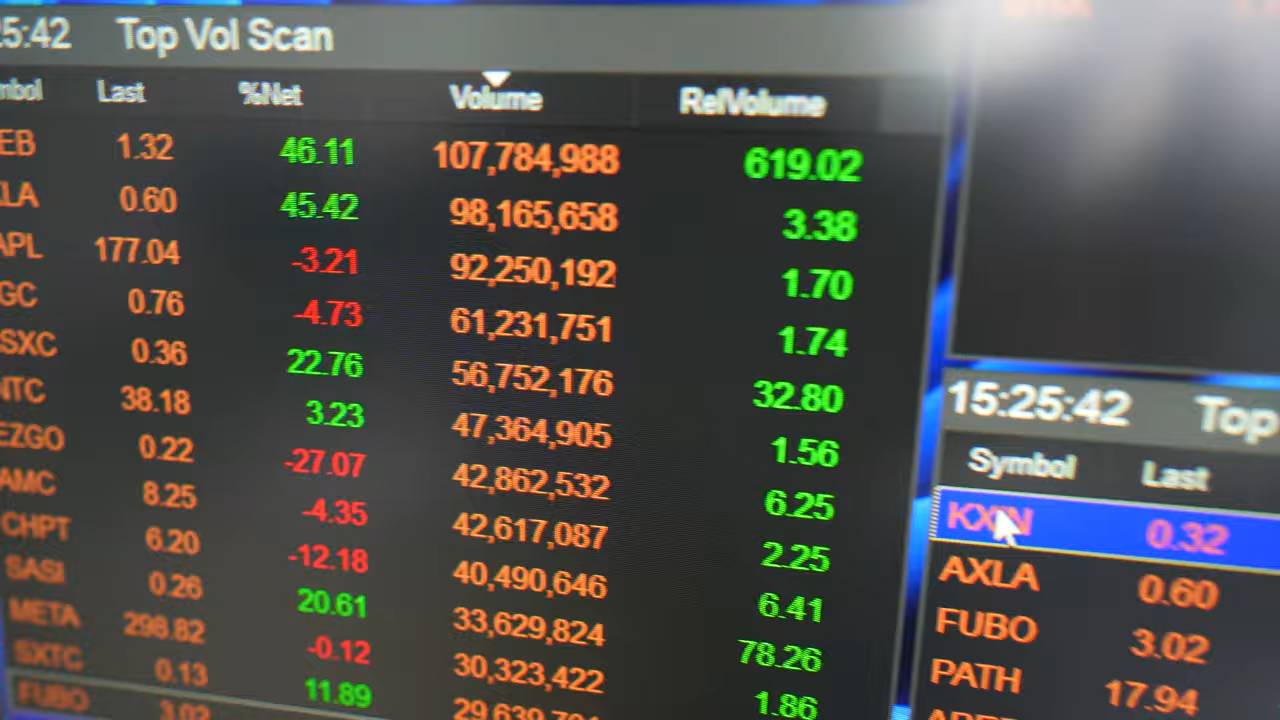 25:42 Top Vol Scan
mbol Last %Net Volume RelVolume
EB 1.32 46.11 107,784,988 619.02
XLA 0.60 45.42 98,165,658 3.38
APL 177.04 -3.21 92,250,192 1.70
GC 0.76 -4.73 61,231,751 1.74
SXC 0.36 22.76 56,752,176 32.80
NTC 38.18 3.23 47,364,905 1.56
EZGO 0.22 -27.07 42,862,532 6.25
AMC 8.25 -4.35 42,617,087 2.25
CHPT 6.20 -12.18 40,490,646 6.41
SASI 0.26 20.61 33,629,824 78.26
META 298.82 -0.12 30,323,422 1.86
SXTC 0.13 11.89
FUBO 3.02
15:25:42 Top
Symbol Last
0.32
AXLA 0.60
FUBO 3.02
PATH 17.94